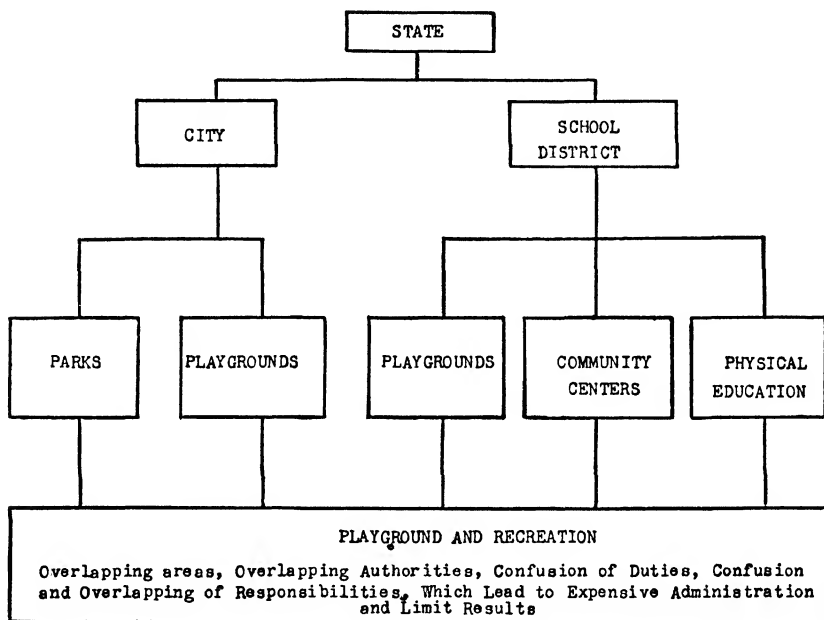 STATE
CITY
SCHOOL
DISTRICT
PARKS
PLAYGROUNDS
PLAYGROUNDS
COMMUNITY
CENTERS
PHYSICAL
EDUCATION
PLAYGROUND AND RECREATION
Overlapping areas, Overlapping Authorities, Confusion of Duties, Confusion
and Overlapping of Responsibilities, Which Lead to Expensive Administration
and Limit Results